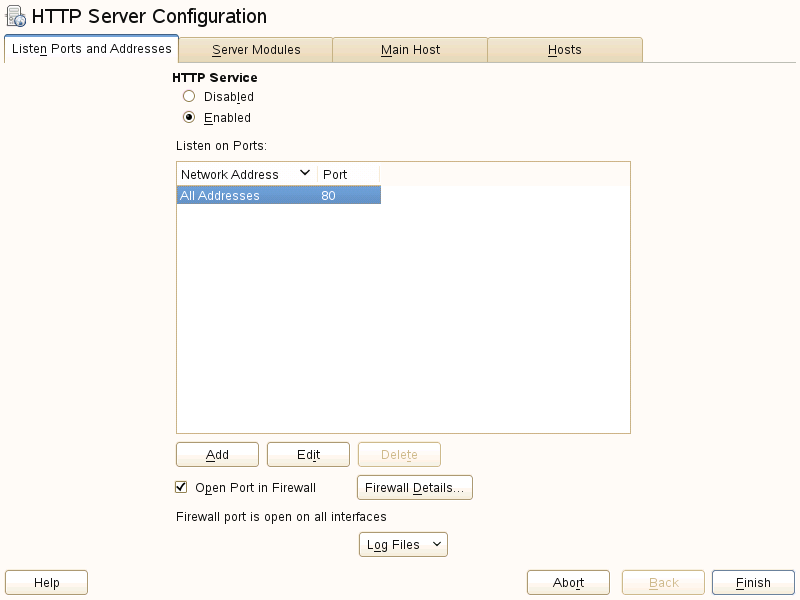 HTTP Server Configuration
Listen Ports and Addresses Server Modules Main Host Hosts
HTTP Service
Disabled
Enabled
Listen on Ports:
Network Address Port
All Addresses 80
Add Edit Delete
Open Port in Firewall Firewall Details...
Firewall port is open on all interfaces
Log Files
Help Abort Back Finish